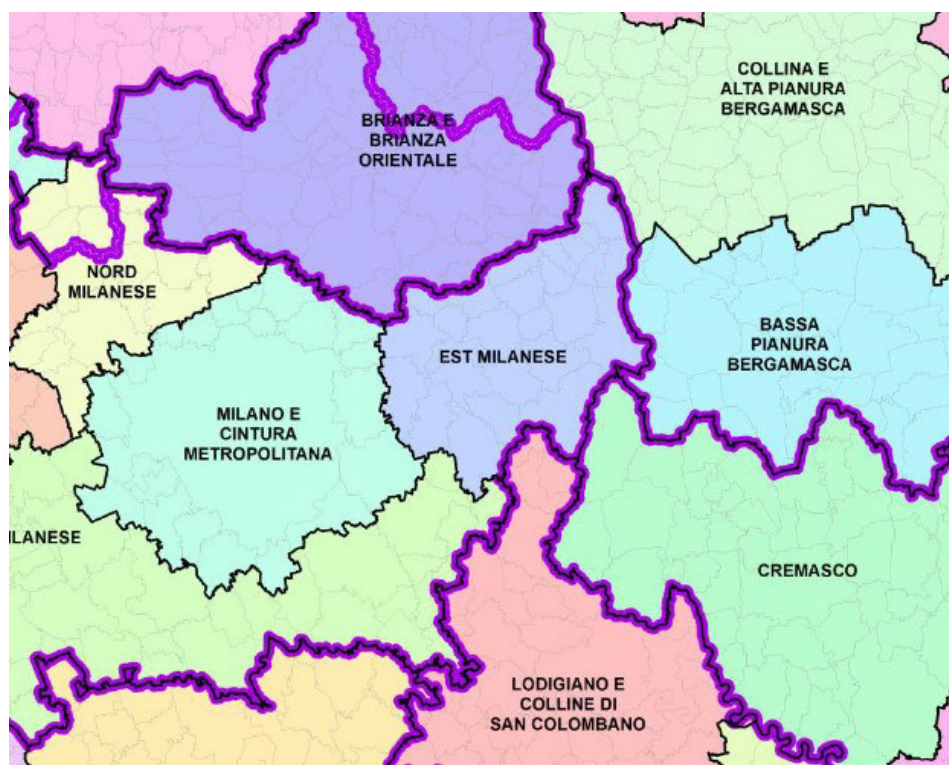 COLLINA E
ALTA PIANURA
BERGAMASCA
BRIANZA E
BRIANZA
ORIENTALE
NORD
MILANESE
EST MILANESE
BASSA
PIANURA
BERGAMASCA
MILANO E
CINTURA
METROPOLITANA
ILANESE
CREMASCO
LODIGIANO E
COLLINE DI
SAN COLOMBANO